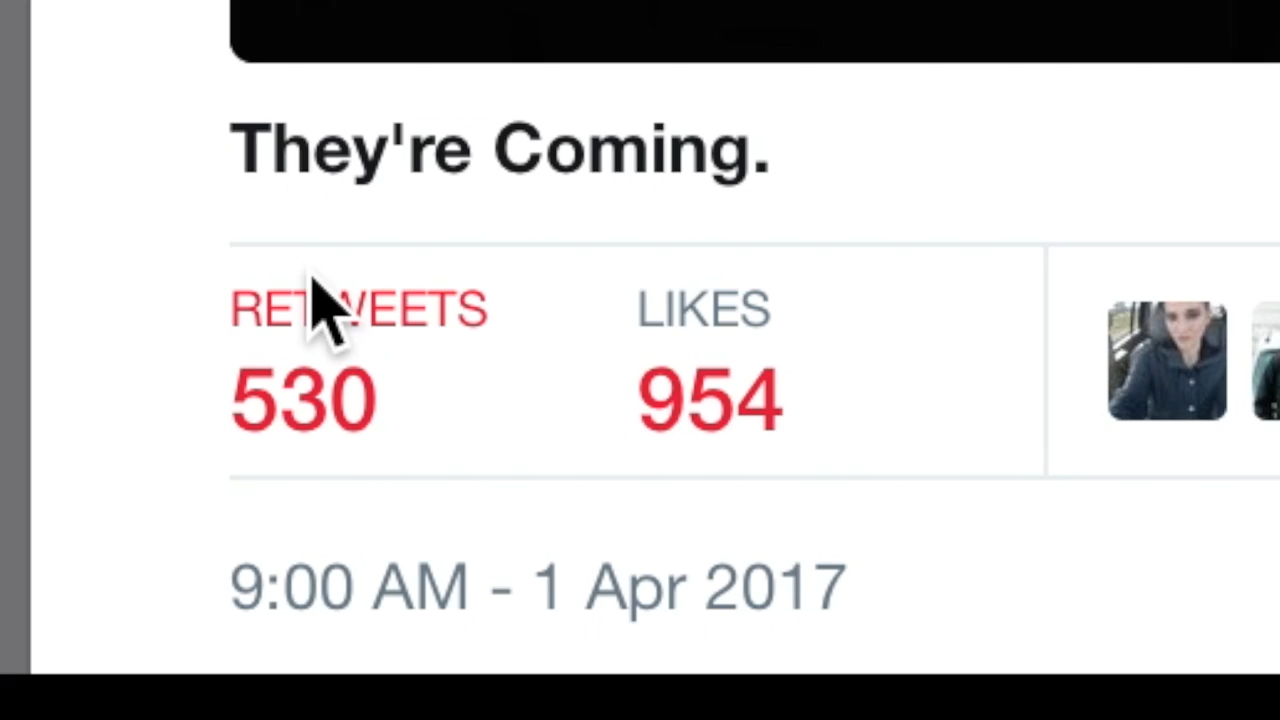 They're Coming.
RETWEETS LIKES
530 954
9:00 AM - 1 Apr 2017